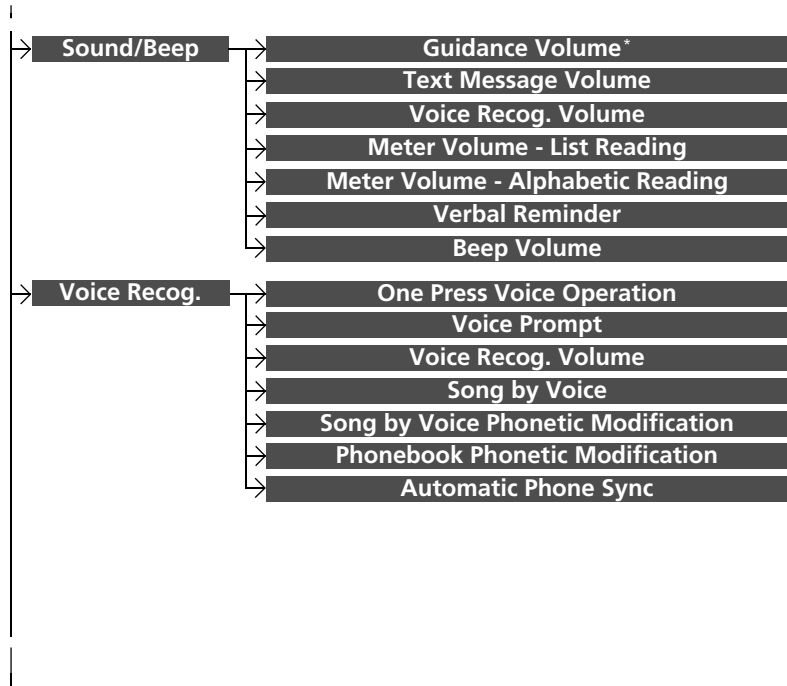 Sound/Beep
Guidance Volume*
Text Message Volume
Voice Recog. Volume
Meter Volume - List Reading
Meter Volume - Alphabetic Reading
Verbal Reminder
Beep Volume
Voice Recog.
One Press Voice Operation
Voice Prompt
Voice Recog. Volume
Song by Voice
Song by Voice Phonetic Modification
Phonebook Phonetic Modification
Automatic Phone Sync